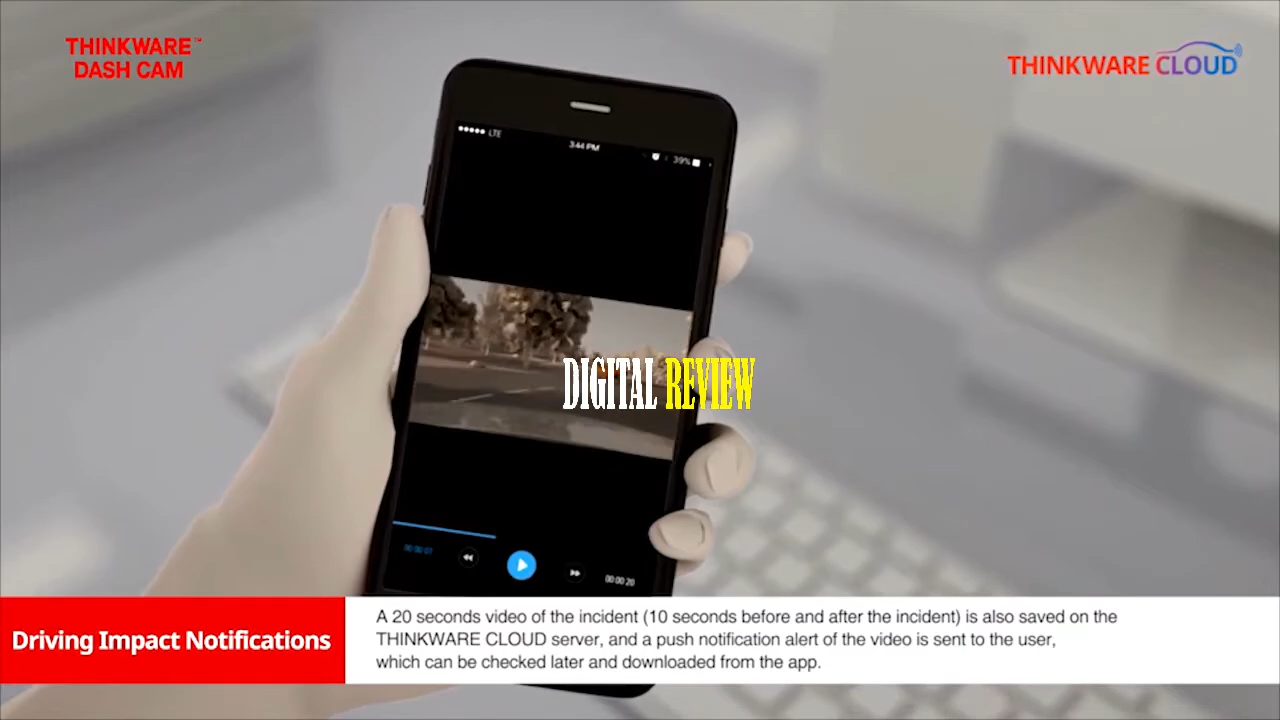 THINKWARE™
DASH CAM
THINKWARE CLOUD
LTE
3:44 PM
39%
DIGITAL REVIEW
00:00:07
00:00:20
Driving Impact Notifications
A 20 seconds video of the incident (10 seconds before and after the incident) is also saved on the
THINKWARE CLOUD server, and a push notification alert of the video is sent to the user,
which can be checked later and downloaded from the app.